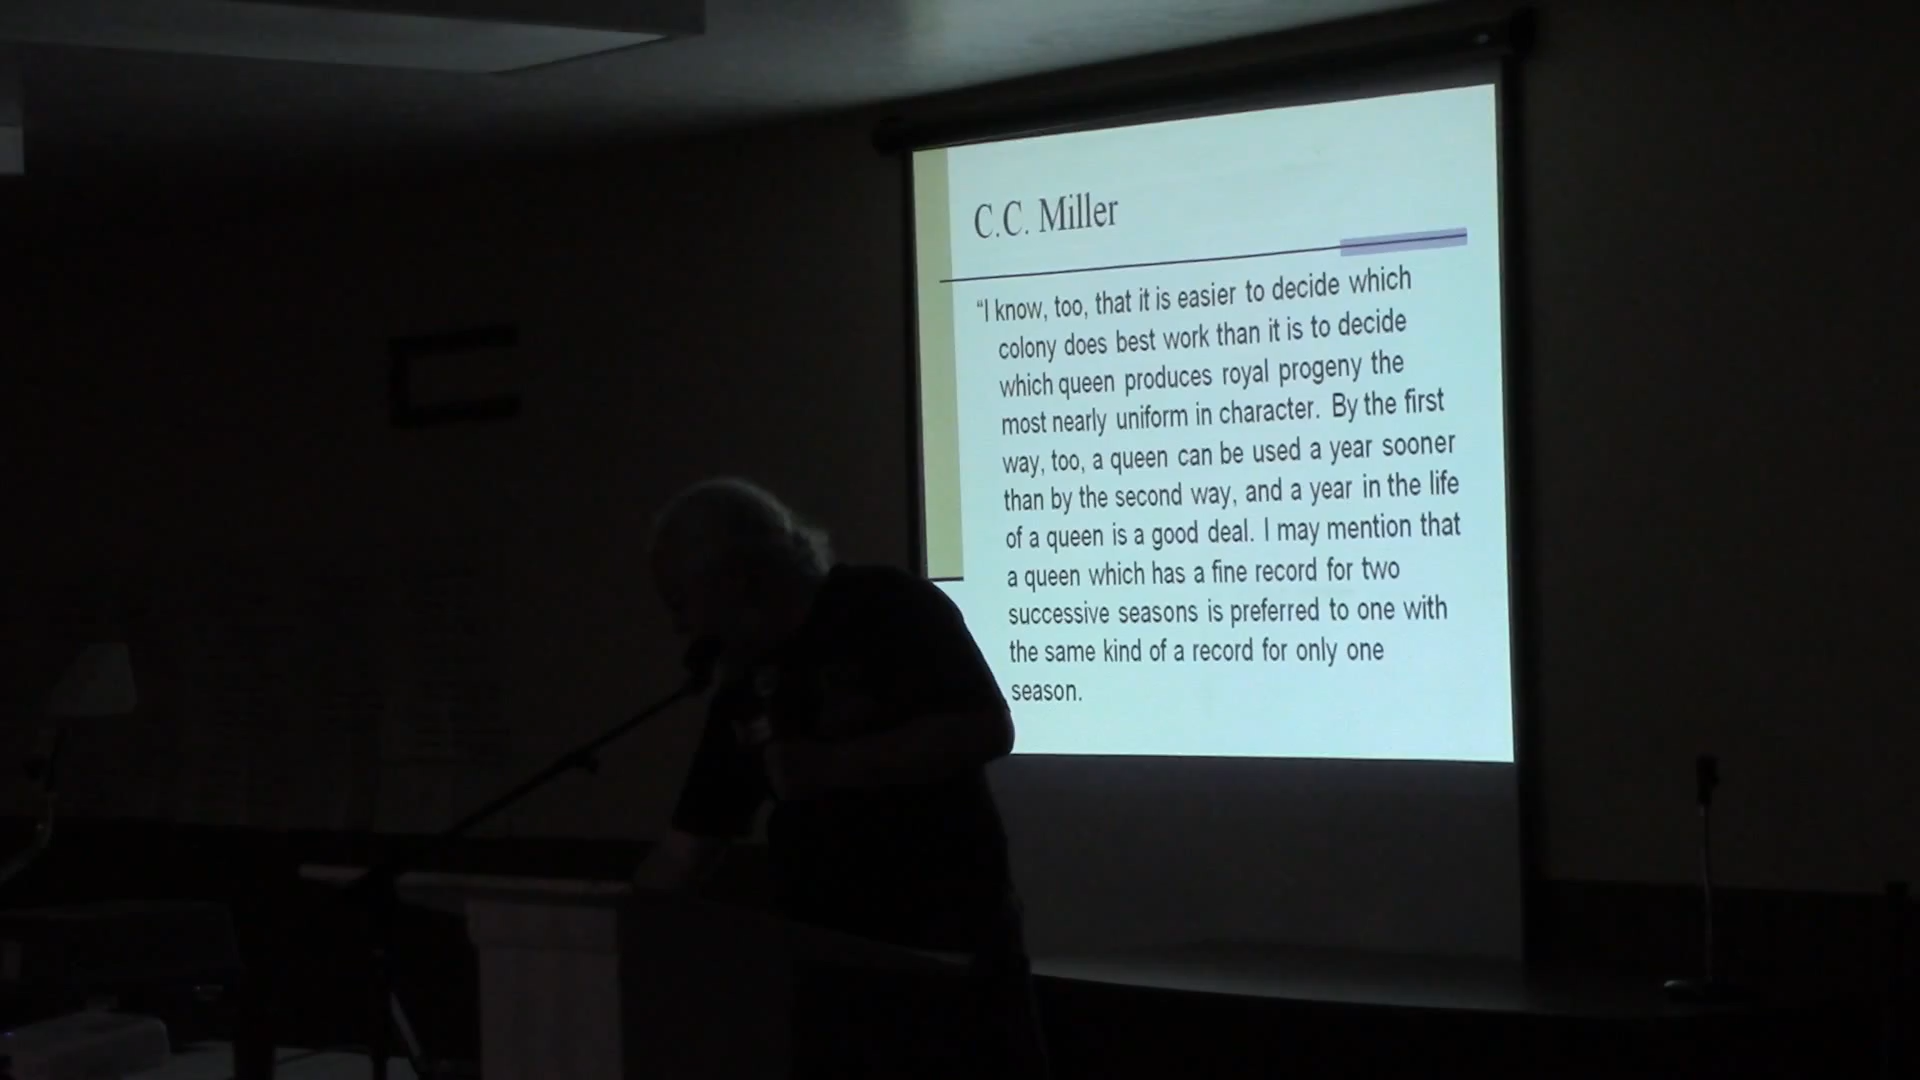 C.C. Miller
“I know, too, that it is easier to decide which
colony does best work than it is to decide
which queen produces royal progeny the
most nearly uniform in character. By the first
way, too, a queen can be used a year sooner
than by the second way, and a year in the life
of a queen is a good deal. I may mention that
a queen which has a fine record for two
successive seasons is preferred to one with
the same kind of a record for only one
season.